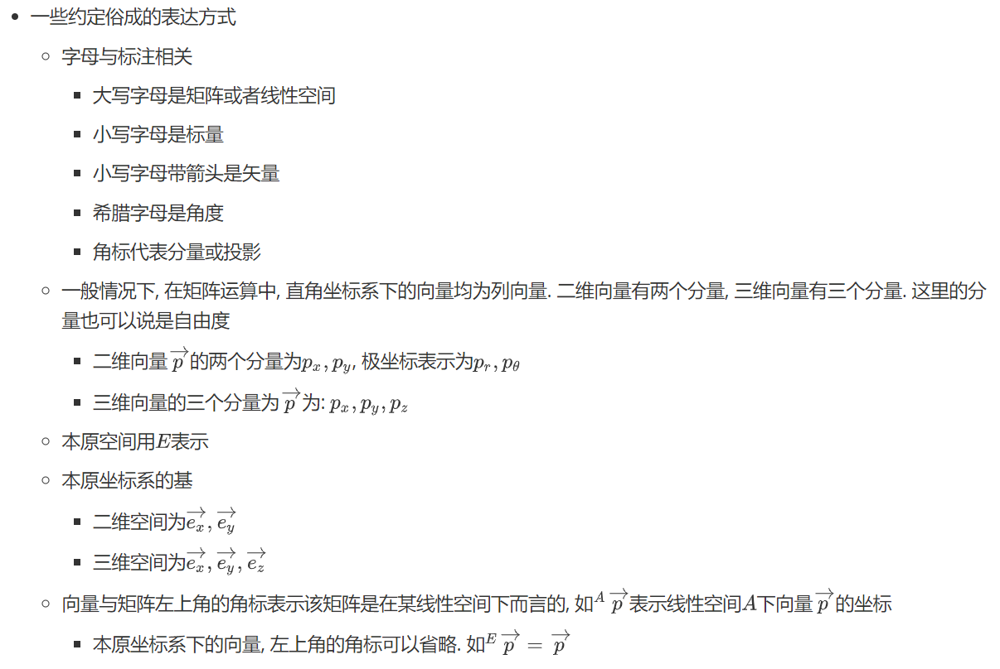 一些约定俗成的表达方式
字母与标注相关
大写字母是矩阵或者线性空间
小写字母是标量
小写字母带箭头是矢量
希腊字母是角度
角标代表分量或投影
一般情况下, 在矩阵运算中, 直角坐标系下的向量均为列向量. 二维向量有两个分量, 三维向量有三个分量. 这里的分
量也可以说是自由度
二维向量$\overrightarrow{p}$的两个分量为$p_x, p_y$, 极坐标表示为$p_r, p_\theta$
三维向量的三个分量为$\overrightarrow{p}$为: $p_x, p_y, p_z$
本原空间用$E$表示
本原坐标系的基
二维空间为$\overrightarrow{e_x}, \overrightarrow{e_y}$
三维空间为$\overrightarrow{e_x}, \overrightarrow{e_y}, \overrightarrow{e_z}$
向量与矩阵左上角的角标表示该矩阵是在某线性空间下而言的, 如$^A\overrightarrow{p}$表示线性空间$A$下向量$\overrightarrow{p}$的坐标
本原坐标系下的向量, 左上角的角标可以省略. 如$^E\overrightarrow{p} = \overrightarrow{p}$